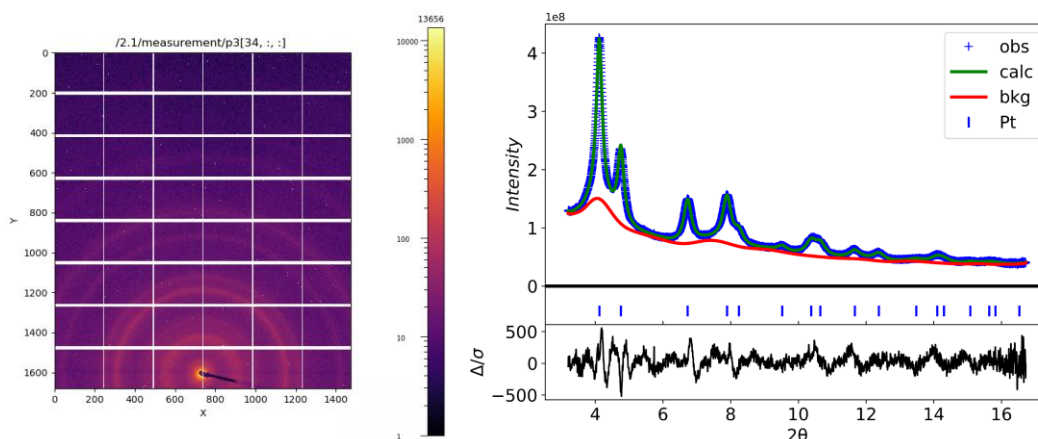 /2.1/measurement/p3[34, :, :]
0
200
400
600
800
1000
1200
1400
1600
Y
0 200 400 600 800 1000 1200 1400
X
13656
10000
1000
100
10
1
1e8
4
2
0
Intensity
obs
calc
bkg
Pt
500
0
−500
Δ/σ
4 6 8 10 12 14 16
2θ